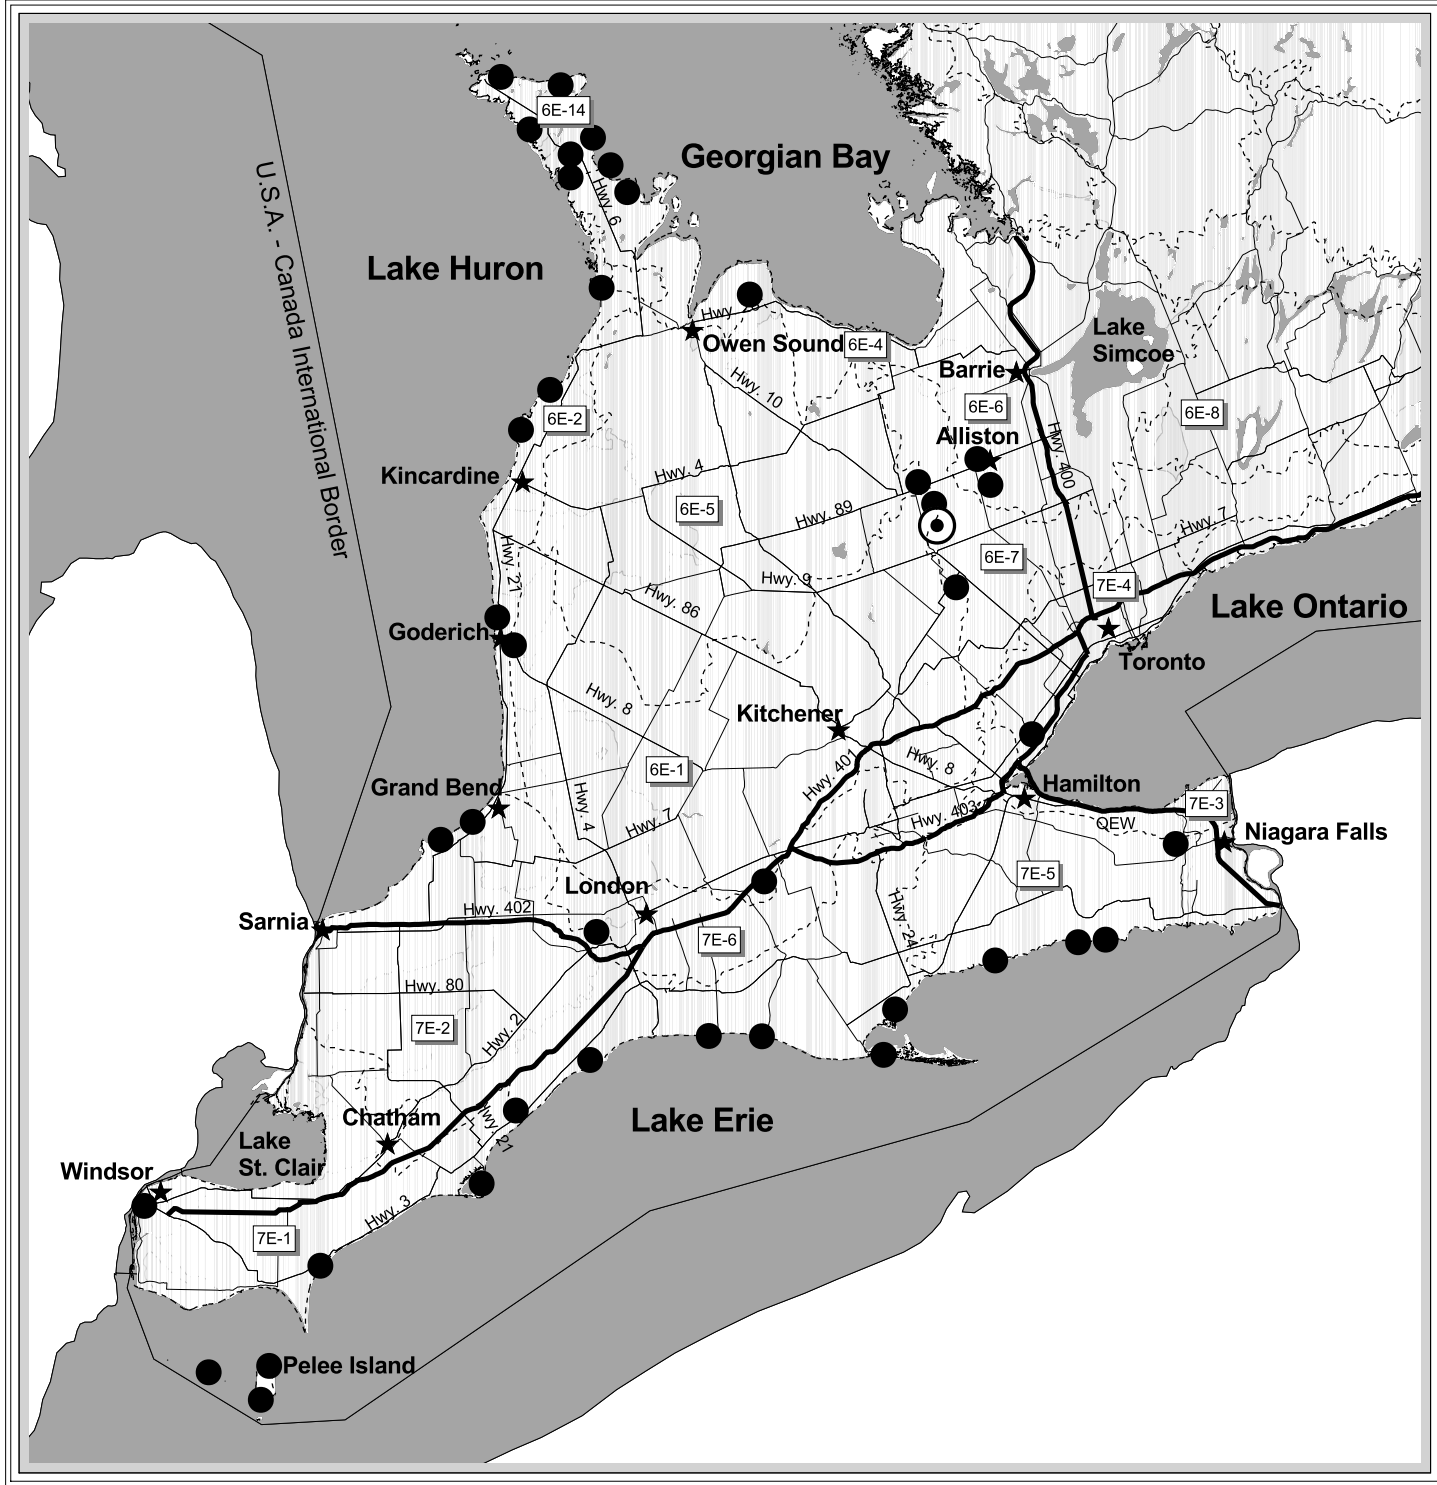 6E-14
Georgian Bay
Hwy. 6
U.S.A. - Canada International Border
Lake Huron
Hwy
Owen Sound
6E-4
Lake
Simcoe
Barrie
Hwy. 10
6E-6
6E-8
6E-2
Alliston
Hwy. 400
Kincardine
Hwy. 4
6E-5
Hwy. 89
Hwy. 7
Hwy. 21
6E-7
Hwy. 9
7E-4
Hwy. 86
Lake Ontario
Goderich
Toronto
Hwy. 8
Kitchener
Hwy. 401
Hwy. 8
6E-1
Grand Bend
Hamilton
Hwy. 4
Hwy. 7
Hwy. 403
QEW
7E-3
Niagara Falls
7E-5
London
Hwy. 402
Sarnia
Hwy. 24
7E-6
Hwy. 80
7E-2
Hwy. 2
Chatham
Hwy. 21
Lake Erie
Lake
St. Clair
Windsor
Hwy. 3
7E-1
Pelee Island